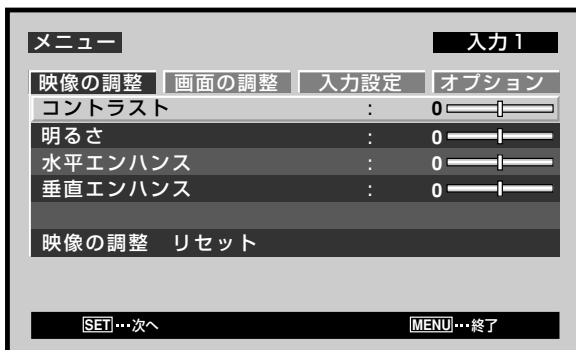 メニュー 入力1
映像の調整 画面の調整 入力設定 オプション
コントラスト : 0
明るさ : 0
水平エンハンス : 0
垂直エンハンス : 0
映像の調整 リセット
SET…次へ MENU…終了